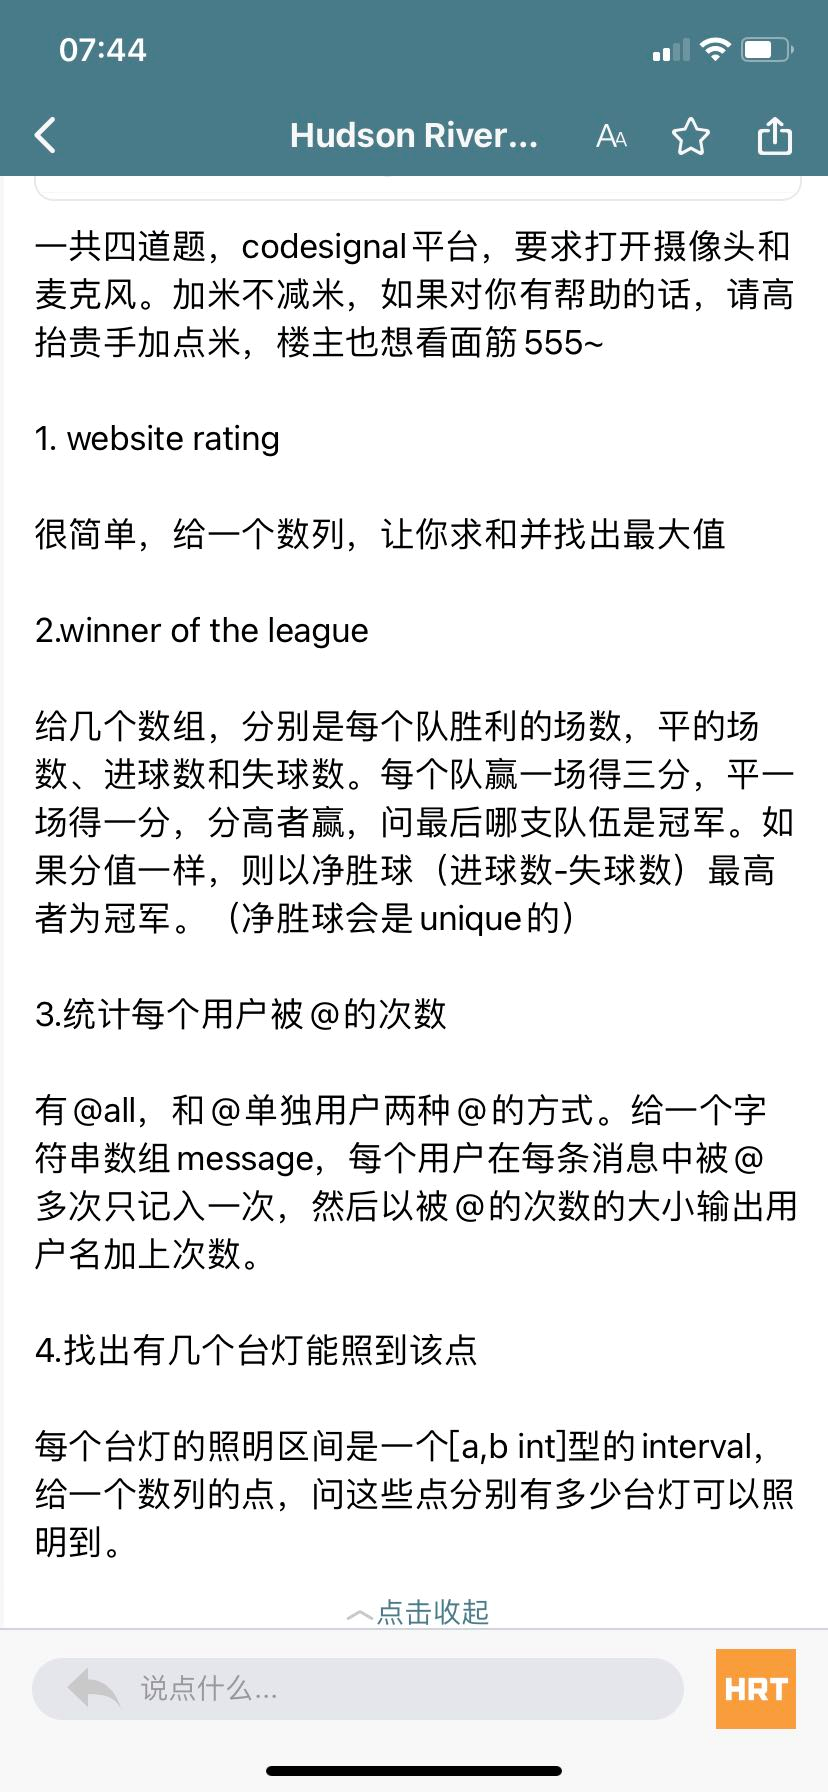 07:44
Hudson River...
AA
一共四道题，codesignal平台，要求打开摄像头和
麦克风。加米不减米，如果对你有帮助的话，请高
抬贵手加点米，楼主也想看面筋555~
1. website rating
很简单，给一个数列，让你求和并找出最大值
2.winner of the league
给几个数组，分别是每个队胜利的场数，平的场
数、进球数和失球数。每个队赢一场得三分，平一
场得一分，分高者赢，问最后哪支队伍是冠军。如
果分值一样，则以净胜球（进球数-失球数）最高
者为冠军。（净胜球会是unique的）
3.统计每个用户被@的次数
有@all，和@单独用户两种@的方式。给一个字
符串数组message，每个用户在每条消息中被@
多次只记入一次，然后以被@的次数的大小输出用
户名加上次数。
4.找出有几个台灯能照到该点
每个台灯的照明区间是一个[a,b int]型的interval，
给一个数列的点，问这些点分别有多少台灯可以照
明到。
点击收起
说点什么...
HRT